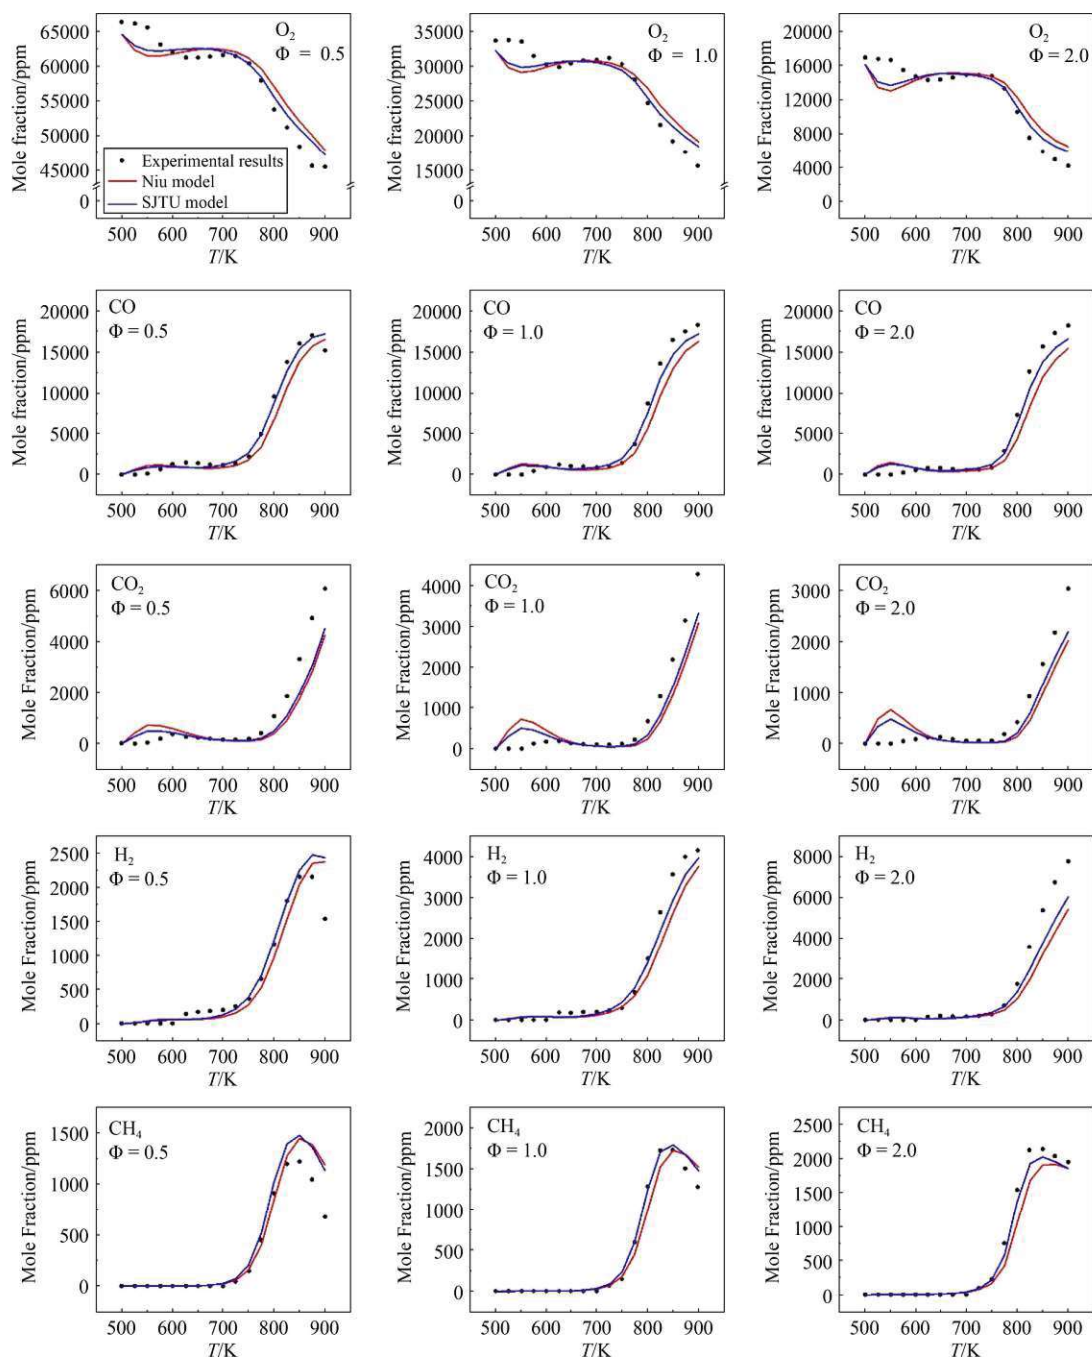 O₂
Φ = 0.5
Mole fraction/ppm
65000
60000
55000
50000
45000
0
Experimental results
Niu model
SJTU model
500 600 700 800 900
T/K
O₂
Φ = 1.0
Mole fraction/ppm
35000
30000
25000
20000
15000
0
500 600 700 800 900
T/K
O₂
Φ = 2.0
Mole Fraction/ppm
20000
16000
12000
8000
4000
0
500 600 700 800 900
T/K
CO
Φ = 0.5
Mole fraction/ppm
20000
15000
10000
5000
0
500 600 700 800 900
T/K
CO
Φ = 1.0
Mole fraction/ppm
20000
15000
10000
5000
0
500 600 700 800 900
T/K
CO
Φ = 2.0
Mole fraction/ppm
20000
15000
10000
5000
0
500 600 700 800 900
T/K
CO₂
Φ = 0.5
Mole Fraction/ppm
6000
4000
2000
0
500 600 700 800 900
T/K
CO₂
Φ = 1.0
Mole Fraction/ppm
4000
3000
2000
1000
0
500 600 700 800 900
T/K
CO₂
Φ = 2.0
Mole Fraction/ppm
3000
2000
1000
0
500 600 700 800 900
T/K
H₂
Φ = 0.5
Mole Fraction/ppm
2500
2000
1500
1000
500
0
500 600 700 800 900
T/K
H₂
Φ = 1.0
Mole Fraction/ppm
4000
3000
2000
1000
0
500 600 700 800 900
T/K
H₂
Φ = 2.0
Mole Fraction/ppm
8000
6000
4000
2000
0
500 600 700 800 900
T/K
CH₄
Φ = 0.5
Mole Fraction/ppm
1500
1000
500
0
500 600 700 800 900
T/K
CH₄
Φ = 1.0
Mole Fraction/ppm
2000
1500
1000
500
0
500 600 700 800 900
T/K
CH₄
Φ = 2.0
Mole Fraction/ppm
2500
2000
1500
1000
500
0
500 600 700 800 900
T/K